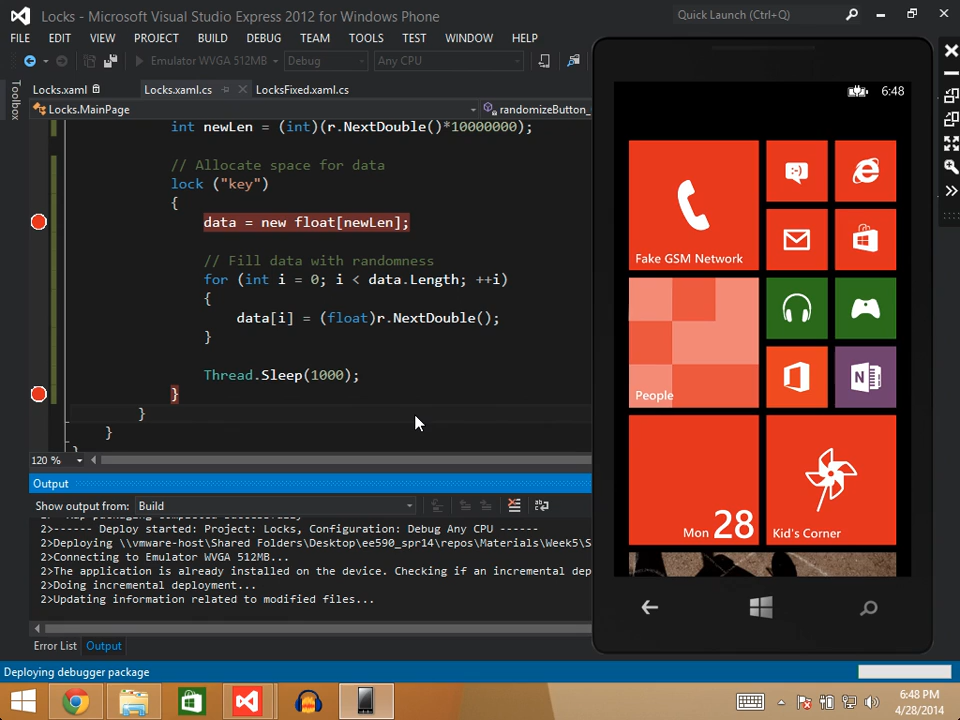 Locks - Microsoft Visual Studio Express 2012 for Windows Phone
Quick Launch (Ctrl+Q)
FILE EDIT VIEW PROJECT BUILD DEBUG TEAM TOOLS TEST WINDOW HELP
Emulator WVGA 512MB Debug Any CPU
Toolbox
Locks.xaml Locks.xaml.cs LocksFixed.xaml.cs
Locks.MainPage randomizeButton_
int newLen = (int)(r.NextDouble()*10000000);
// Allocate space for data
lock ("key")
{
data = new float[newLen];
// Fill data with randomness
for (int i = 0; i < data.Length; ++i)
{
data[i] = (float)r.NextDouble();
}
Thread.Sleep(1000);
}
}
}
120 %
Output
Show output from: Build
2>------ Deploy started: Project: Locks, Configuration: Debug Any CPU ------
2>Deploying \\vmware-host\Shared Folders\Desktop\ee590_spr14\repos\Materials\Week5\S
2>Connecting to Emulator WVGA 512MB...
2>The application is already installed on the device. Checking if an incremental dep
2>Doing incremental deployment...
2>Updating information related to modified files...
Error List Output
Deploying debugger package
6:48
Fake GSM Network
People
Mon 28
Kid's Corner
6:48 PM
4/28/2014